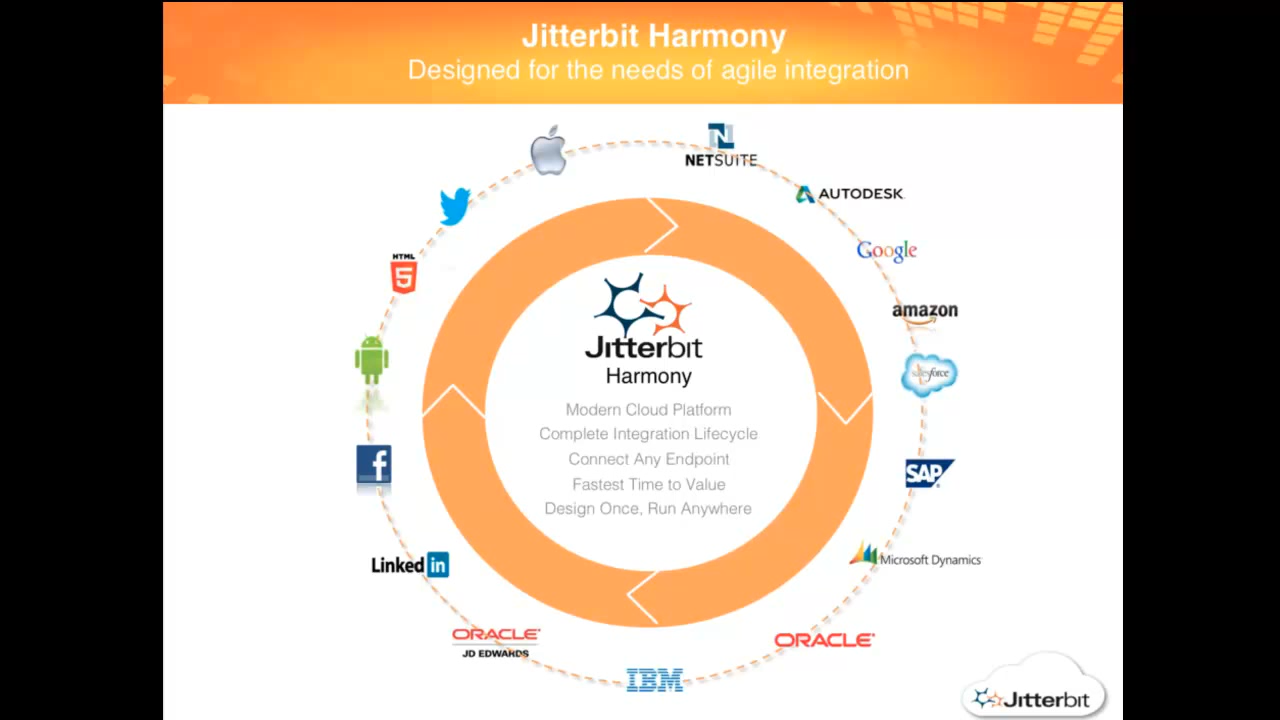 Jitterbit Harmony
Designed for the needs of agile integration
NETSUITE
AUTODESK
Google
HTML
5
amazon
salesforce
Jitterbit
Harmony
Modern Cloud Platform
Complete Integration Lifecycle
Connect Any Endpoint
Fastest Time to Value
Design Once, Run Anywhere
f
SAP
Linked in
Microsoft Dynamics
ORACLE
JD EDWARDS
ORACLE
IBM
Jitterbit